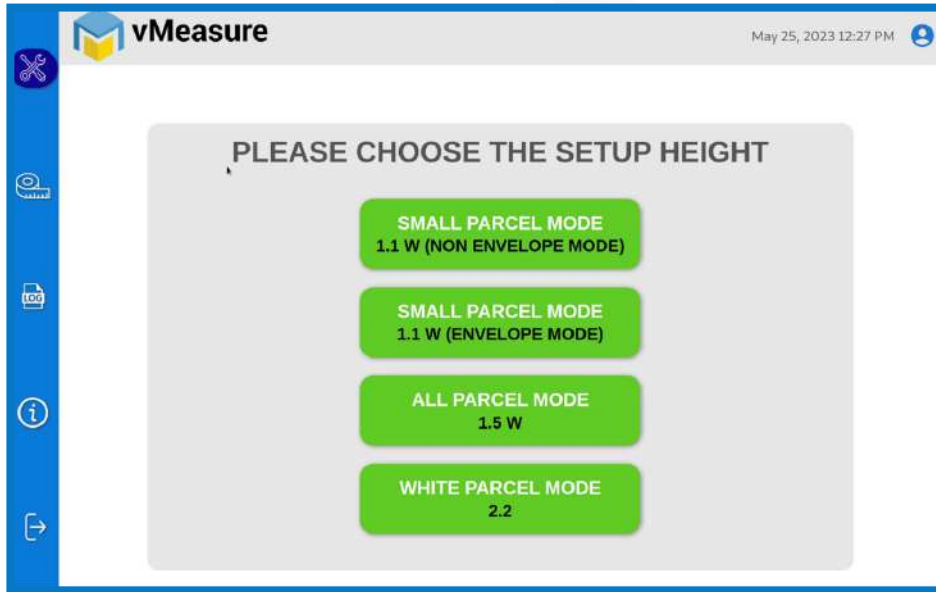 vMeasure
May 25, 2023 12:27 PM
PLEASE CHOOSE THE SETUP HEIGHT
SMALL PARCEL MODE
1.1 W (NON ENVELOPE MODE)
SMALL PARCEL MODE
1.1 W (ENVELOPE MODE)
LOG
ALL PARCEL MODE
1.5 W
WHITE PARCEL MODE
2.2